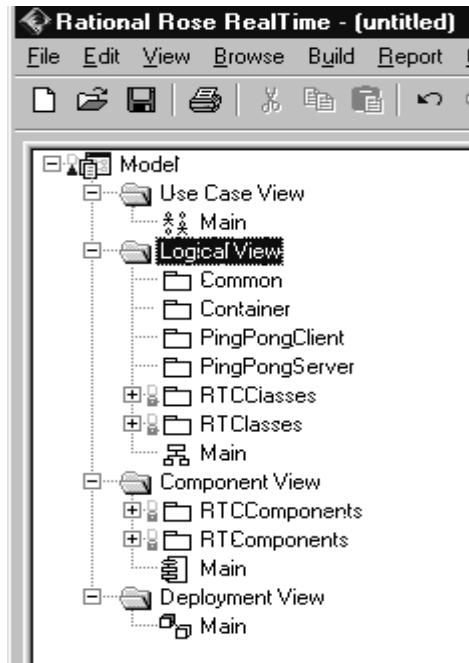 Rational Rose RealTime - (untitled)
File Edit View Browse Build Report
Model
Use Case View
Main
Logical View
Common
Container
PingPongClient
PingPongServer
RTCClasses
RTClasses
Main
Component View
RTCComponents
RTComponents
Main
Deployment View
Main